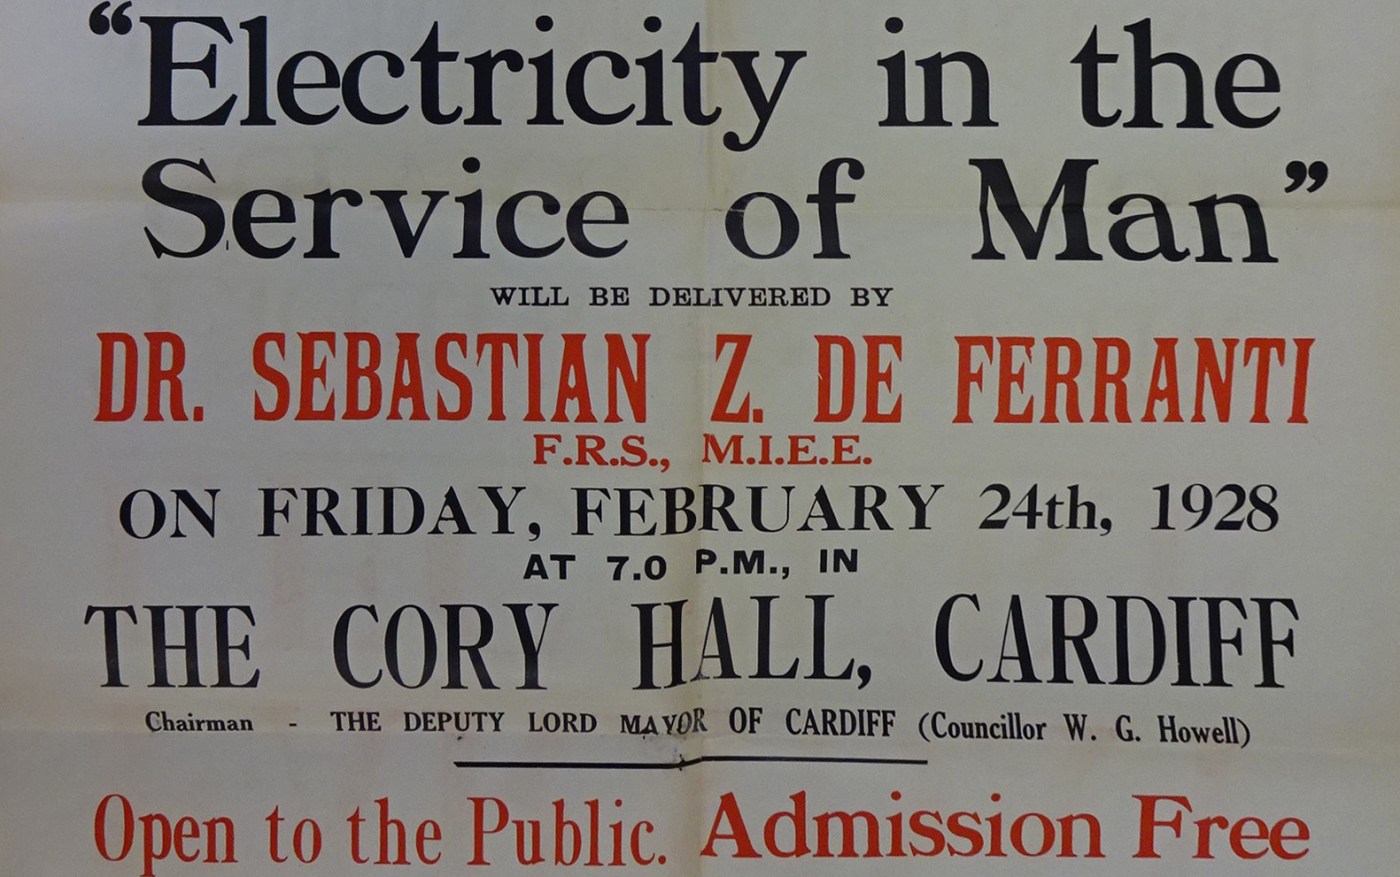 “Electricity in the
Service of Man”
WILL BE DELIVERED BY
DR. SEBASTIAN Z. DE FERRANTI
F.R.S., M.I.E.E.
ON FRIDAY, FEBRUARY 24th, 1928
AT 7.0 P.M., IN
THE CORY HALL, CARDIFF
Chairman - THE DEPUTY LORD MAYOR OF CARDIFF (Councillor W. G. Howell)
Open to the Public. Admission Free